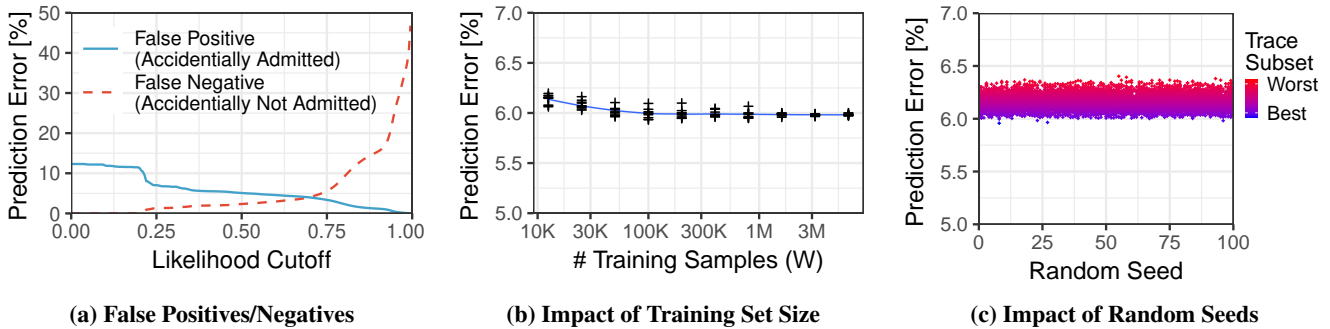 Prediction Error [%]
50
40
30
20
10
0
False Positive
(Accidentially Admitted)
False Negative
(Accidentially Not Admitted)
0.00
0.25
0.50
0.75
1.00
Likelihood Cutoff
(a) False Positives/Negatives
Prediction Error [%]
6.5
6.0
5.5
5.0
10K
30K
100K
300K
1M
3M
# Training Samples (W)
(b) Impact of Training Set Size
Prediction Error [%]
7.0
6.5
6.0
5.5
5.0
0
25
50
75
100
Random Seed
Trace
Subset
Worst
Best
(c) Impact of Random Seeds